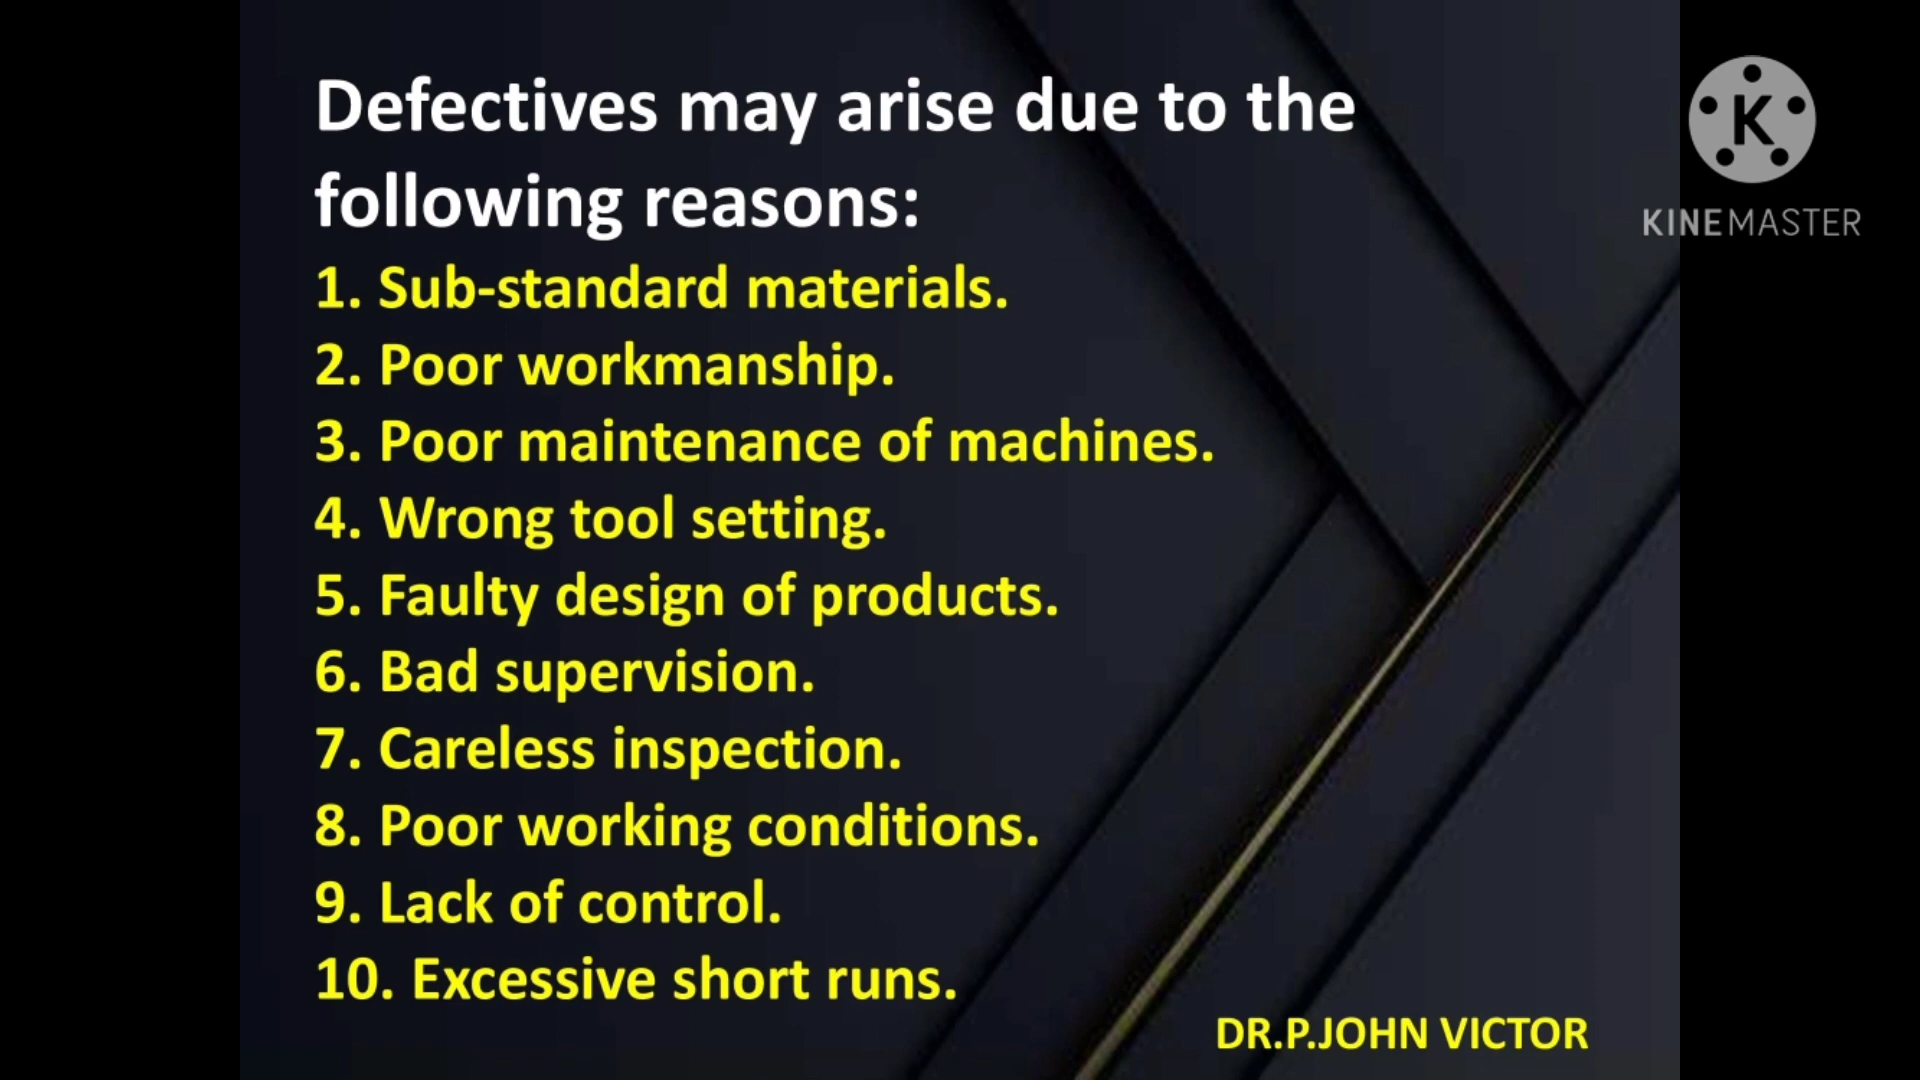 Defectives may arise due to the
following reasons:
1. Sub-standard materials.
2. Poor workmanship.
3. Poor maintenance of machines.
4. Wrong tool setting.
5. Faulty design of products.
6. Bad supervision.
7. Careless inspection.
8. Poor working conditions.
9. Lack of control.
10. Excessive short runs.
DR.P.JOHN VICTOR
K
KINEMASTER